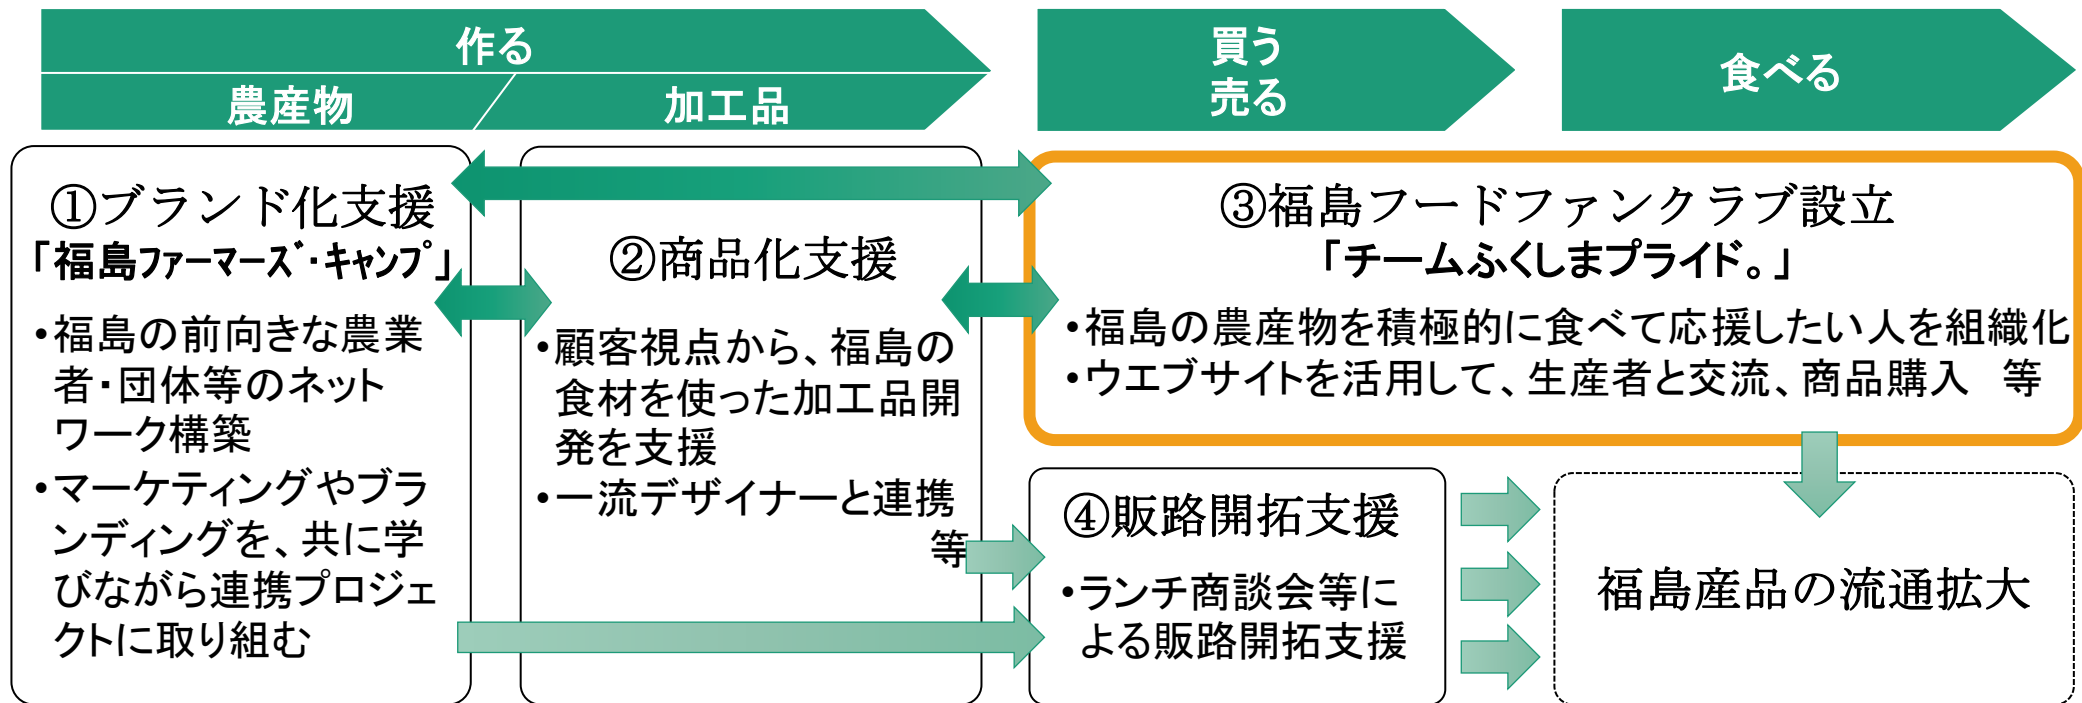 作る
農産物
加工品
買う
売る
食べる
①ブランド化支援
「福島ファーマーズ・キャンプ」
・福島の前向きな農業
者・団体等のネット
ワーク構築
・マーケティングやブラ
ンディングを、共に学
びながら連携プロジェ
クトに取り組む
②商品化支援
・顧客視点から、福島の
食材を使った加工品開
発を支援
・一流デザイナーと連携
等
③福島フードファンクラブ設立
「チームふくしまプライド。」
・福島の農産物を積極的に食べて応援したい人を組織化
・ウエブサイトを活用して、生産者と交流、商品購入　等
④販路開拓支援
・ランチ商談会等に
よる販路開拓支援
福島産品の流通拡大